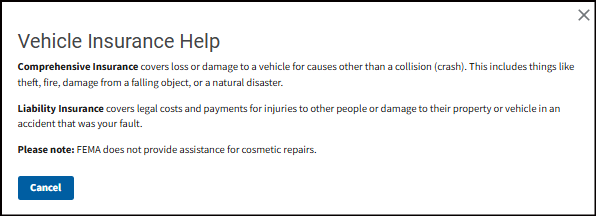 Vehicle Insurance Help
Comprehensive Insurance covers loss or damage to a vehicle for causes other than a collision (crash). This includes things like
theft, fire, damage from a falling object, or a natural disaster.
Liability Insurance covers legal costs and payments for injuries to other people or damage to their property or vehicle in an
accident that was your fault.
Please note: FEMA does not provide assistance for cosmetic repairs.
Cancel